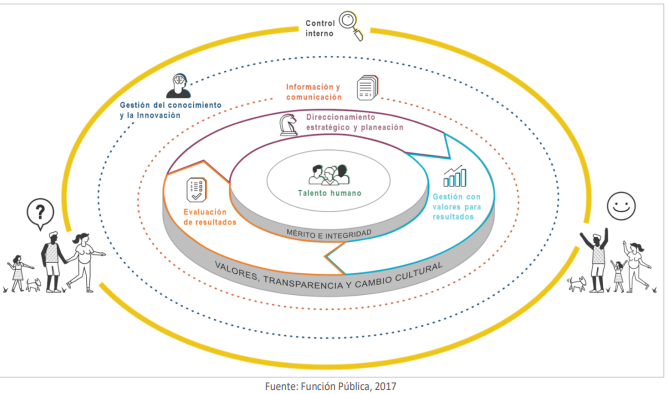 Control
interno
Gestión del conocimiento
y la Innovación
Información y
comunicación
Direccionamiento
estratégico y planeación
Talento humano
Gestión con
valores para
resultados
Evaluación
de resultados
MÉRITO E INTEGRIDAD
VALORES, TRANSPARENCIA Y CAMBIO CULTURAL
?
Fuente: Función Pública, 2017